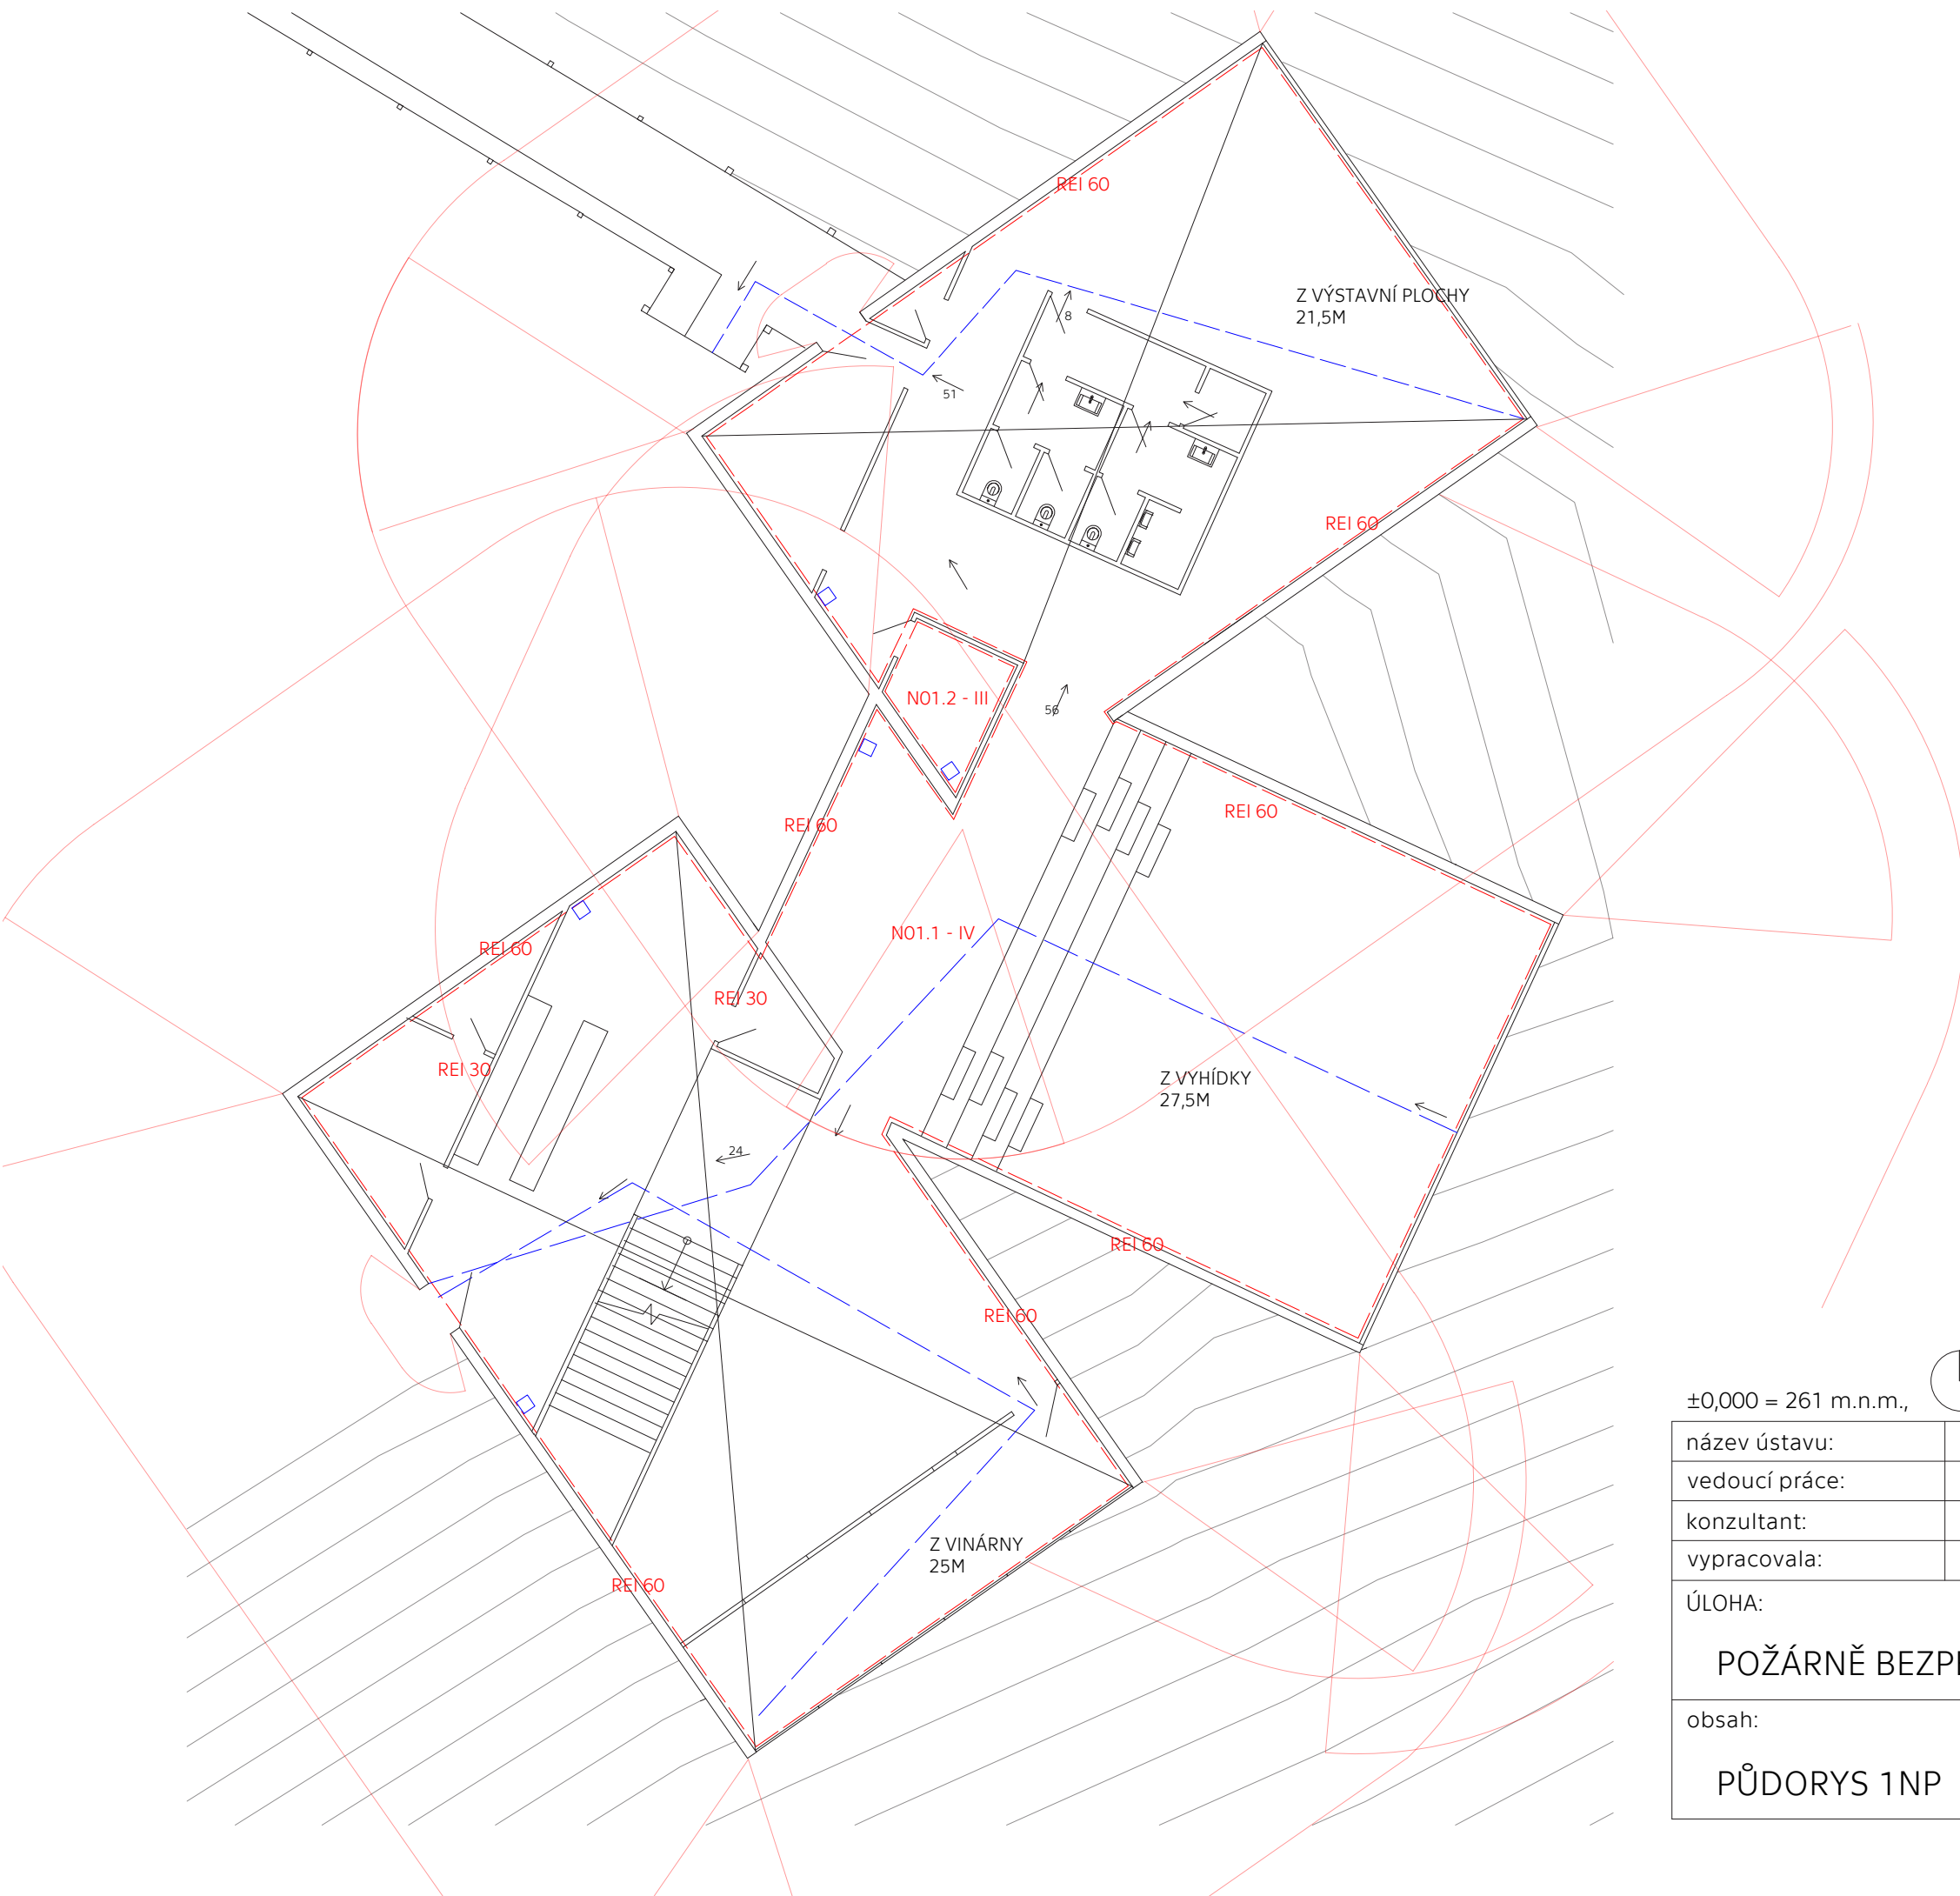 REI 60
Z VÝSTAVNÍ PLOCHY
21,5M
8
51
REI 60
N01.2 - III
56
REI 60
REI 60
N01.1 - IV
REI 60
REI 30
REI 30
Z VYHÍDKY
27,5M
24
REI 60
REI 60
Z VINÁRNY
25M
REI 60
±0,000 = 261 m.n.m.,
název ústavu:
vedoucí práce:
konzultant:
vypracovala:
ÚLOHA:
POŽÁRNĚ BEZP
obsah:
PŮDORYS 1NP